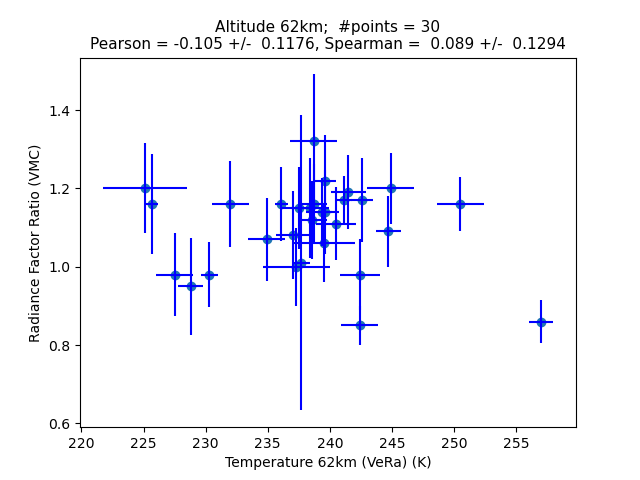 Altitude 62km;  #points = 30
Pearson = -0.105 +/-  0.1176, Spearman =  0.089 +/-  0.1294
1.4
1.2
1.0
0.8
0.6
Radiance Factor Ratio (VMC)
220 225 230 235 240 245 250 255
Temperature 62km (VeRa) (K)